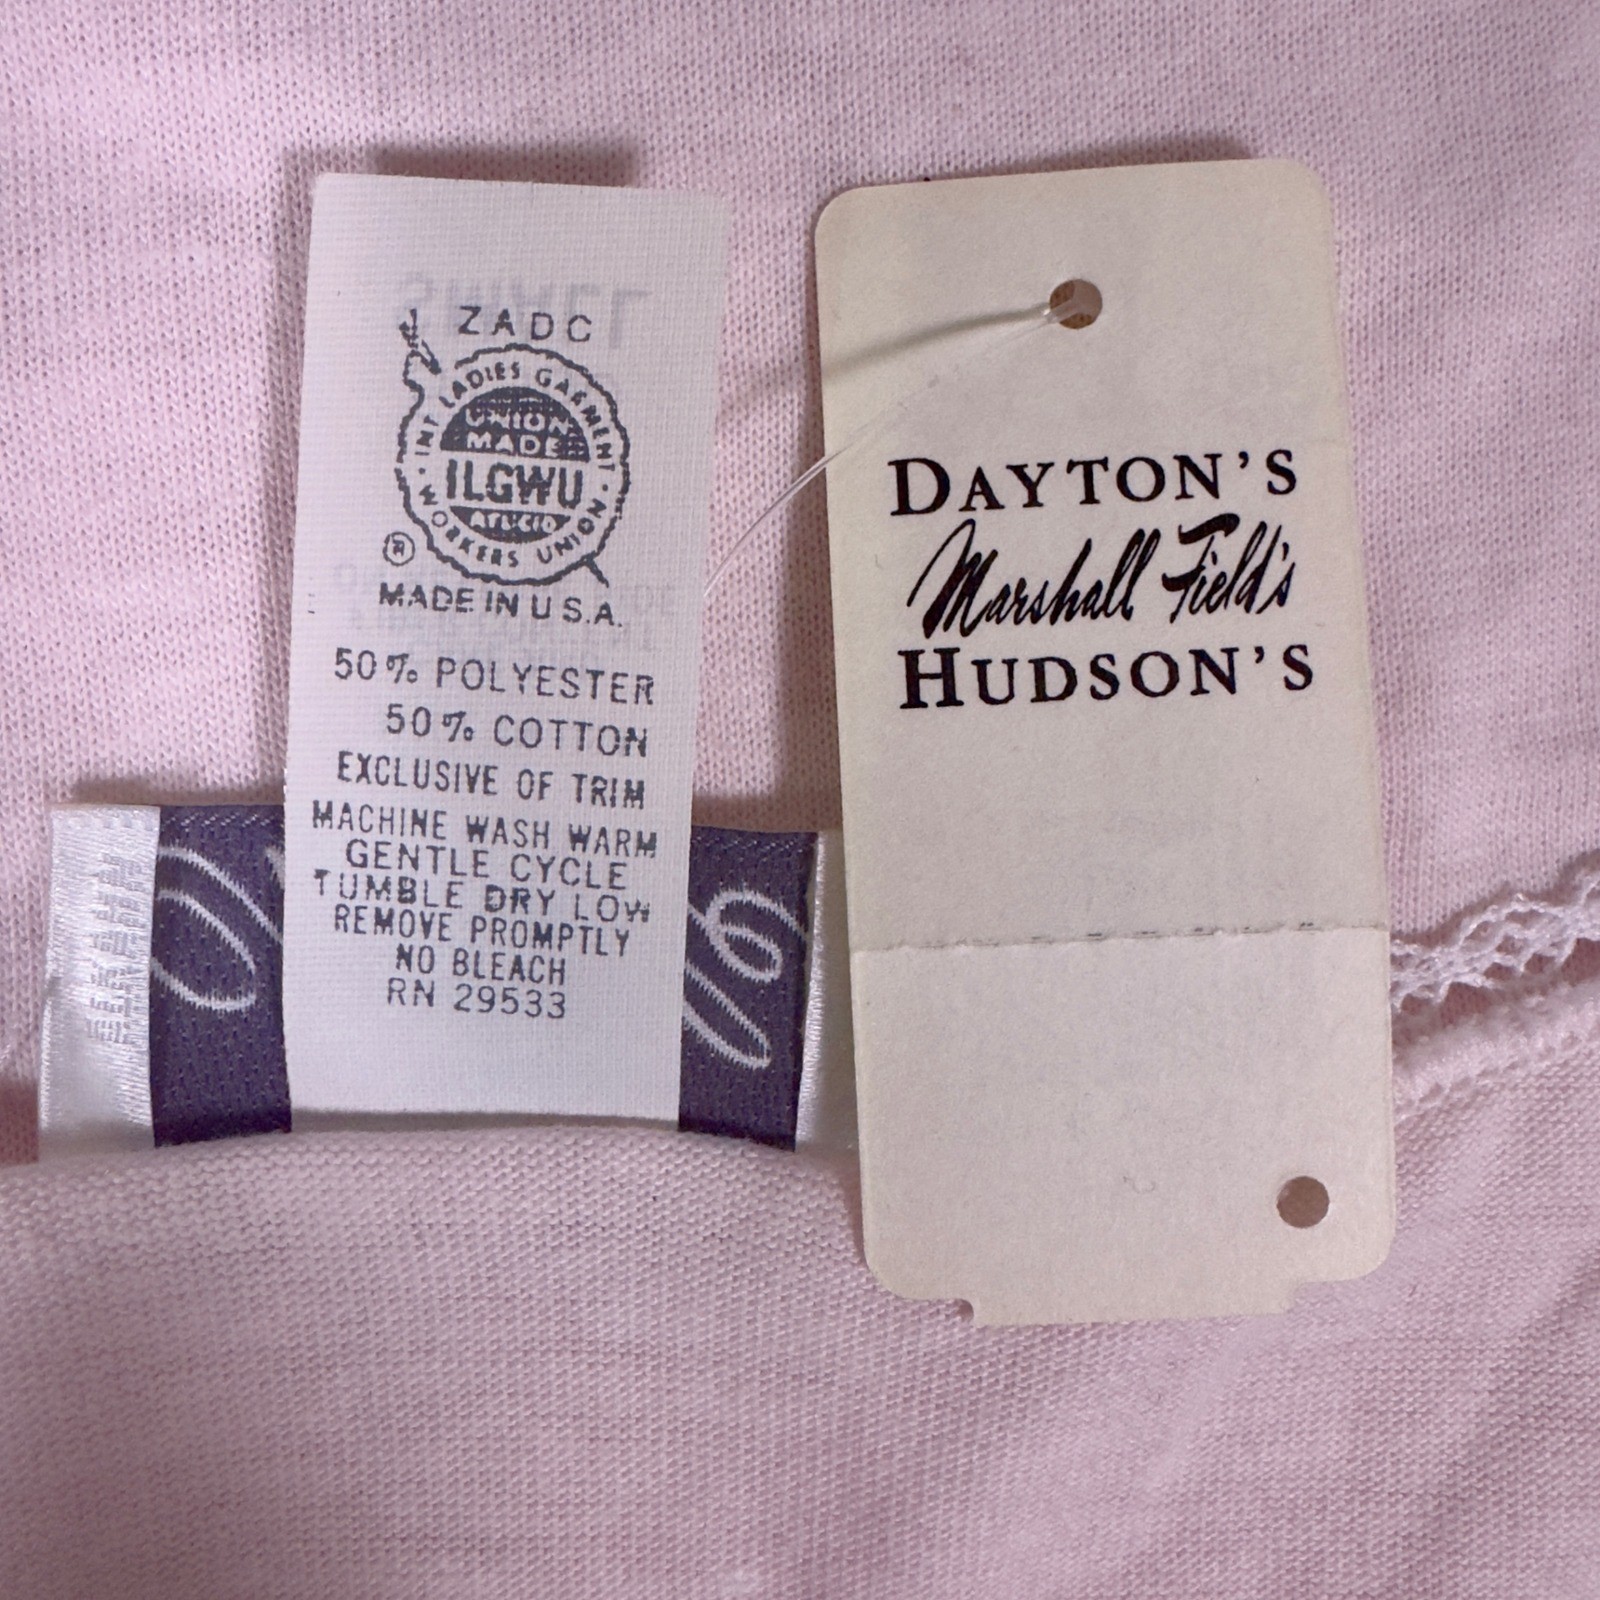 ZADC
INT LADIES GARMENT
UNION
MADE
ILGWU
AFL-CIO
WORKERS UNION
®
MADE IN U.S.A.
50% POLYESTER
50% COTTON
EXCLUSIVE OF TRIM
MACHINE WASH WARM
GENTLE CYCLE
TUMBLE DRY LOW
REMOVE PROMPTLY
NO BLEACH
RN 29533
DAYTON'S
Marshall Field's
HUDSON'S